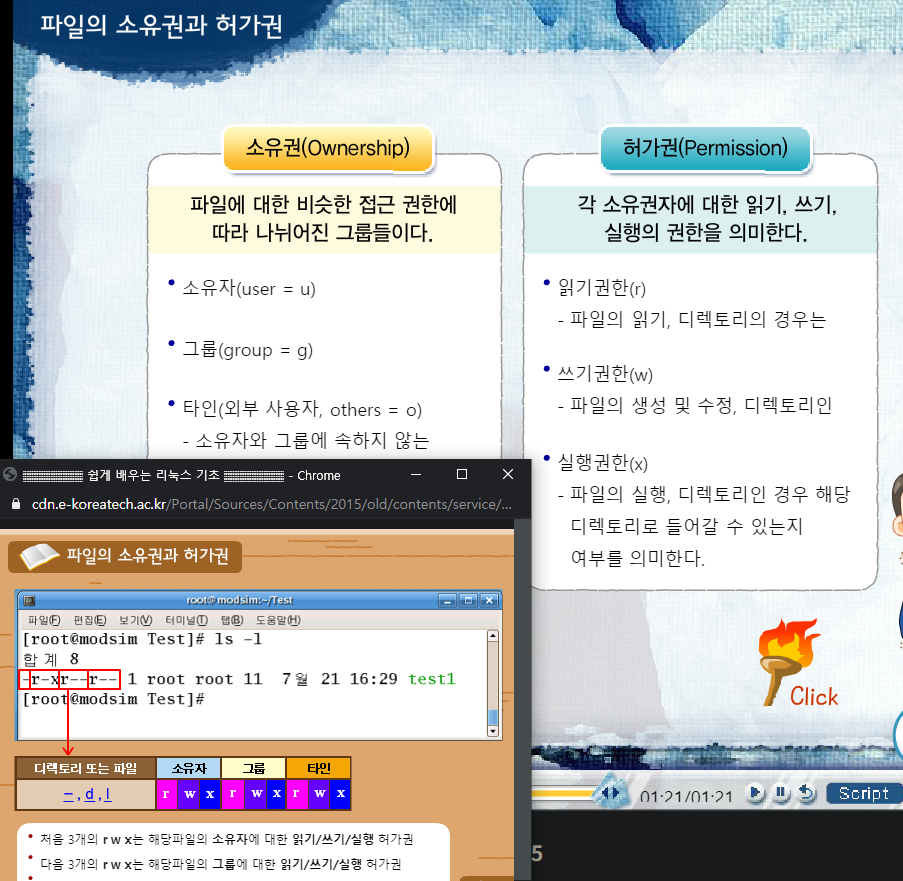 파일의 소유권과 허가권
소유권(Ownership)
파일에 대한 비슷한 접근 권한에
따라 나뉘어진 그룹들이다.
• 소유자(user = u)
• 그룹(group = g)
• 타인(외부 사용자, others = o)
- 소유자와 그룹에 속하지 않는
허가권(Permission)
각 소유권자에 대한 읽기, 쓰기,
실행의 권한을 의미한다.
• 읽기권한(r)
- 파일의 읽기, 디렉토리의 경우는
• 쓰기권한(w)
- 파일의 생성 및 수정, 디렉토리인
• 실행권한(x)
- 파일의 실행, 디렉토리인 경우 해당
디렉토리로 들어갈 수 있는지
여부를 의미한다.
Click
01:21/01:21
Script
5
▒▒▒▒▒▒▒▒ 쉽게 배우는 리눅스 기초 ▒▒▒▒▒▒▒▒ - Chrome
cdn.e-koreatech.ac.kr/Portal/Sources/Contents/2015/old/contents/service/...
파일의 소유권과 허가권
root@modsim:~/Test
파일(F) 편집(E) 보기(V) 터미널(T) 탭(B) 도움말(H)
[root@modsim Test]# ls -l
합계 8
-r-xr--r-- 1 root root 11 7월 21 16:29 test1
[root@modsim Test]#
디렉토리 또는 파일 소유자 그룹 타인
–, d, l r w x r w x r w x
• 처음 3개의 r w x는 해당파일의 소유자에 대한 읽기/쓰기/실행 허가권
• 다음 3개의 r w x는 해당파일의 그룹에 대한 읽기/쓰기/실행 허가권